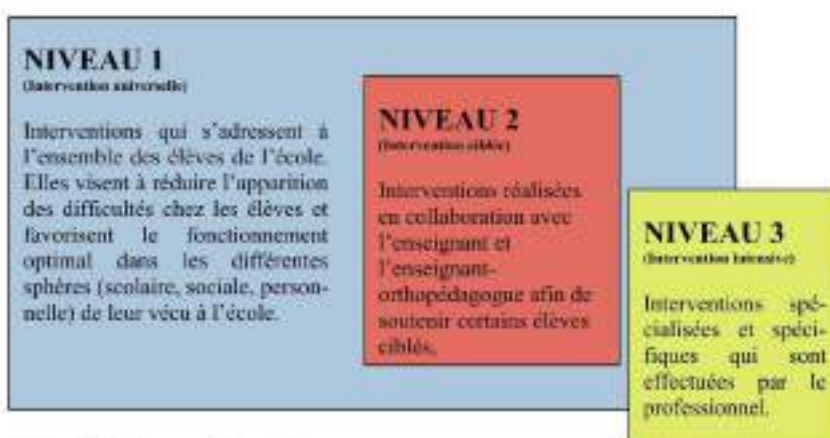 NIVEAU 1
(Intervention universelle)
Interventions qui s'adressent à
l'ensemble des élèves de l'école.
Elles visent à réduire l'apparition
des difficultés chez les élèves et
favorisent le fonctionnement
optimal dans les différentes
sphères (scolaire, sociale, person-
nelle) de leur vécu à l'école.
NIVEAU 2
(Intervention ciblée)
Interventions réalisées
en collaboration avec
l'enseignant et
l'enseignant-
orthopédagogue afin de
soutenir certains élèves
ciblés.
NIVEAU 3
(Intervention intensive)
Interventions spé-
cialisées et spéci-
fiques qui sont
effectuées par le
professionnel.